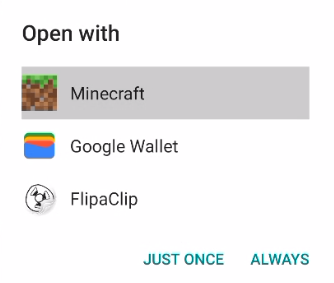 Open with
Minecraft
Google Wallet
FlipaClip
JUST ONCE ALWAYS